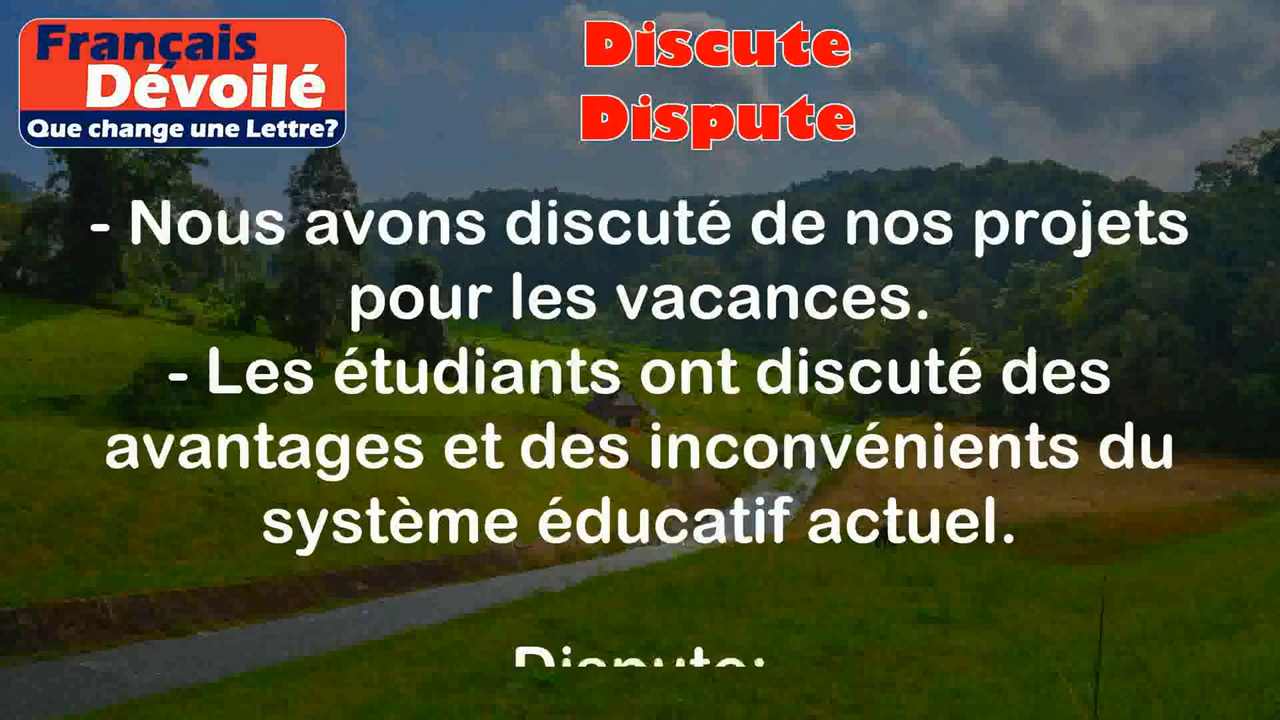 Français
Dévoilé
Que change une Lettre?
Discute
Dispute
- Nous avons discuté de nos projets
pour les vacances.
- Les étudiants ont discuté des
avantages et des inconvénients du
système éducatif actuel.
Dispute: